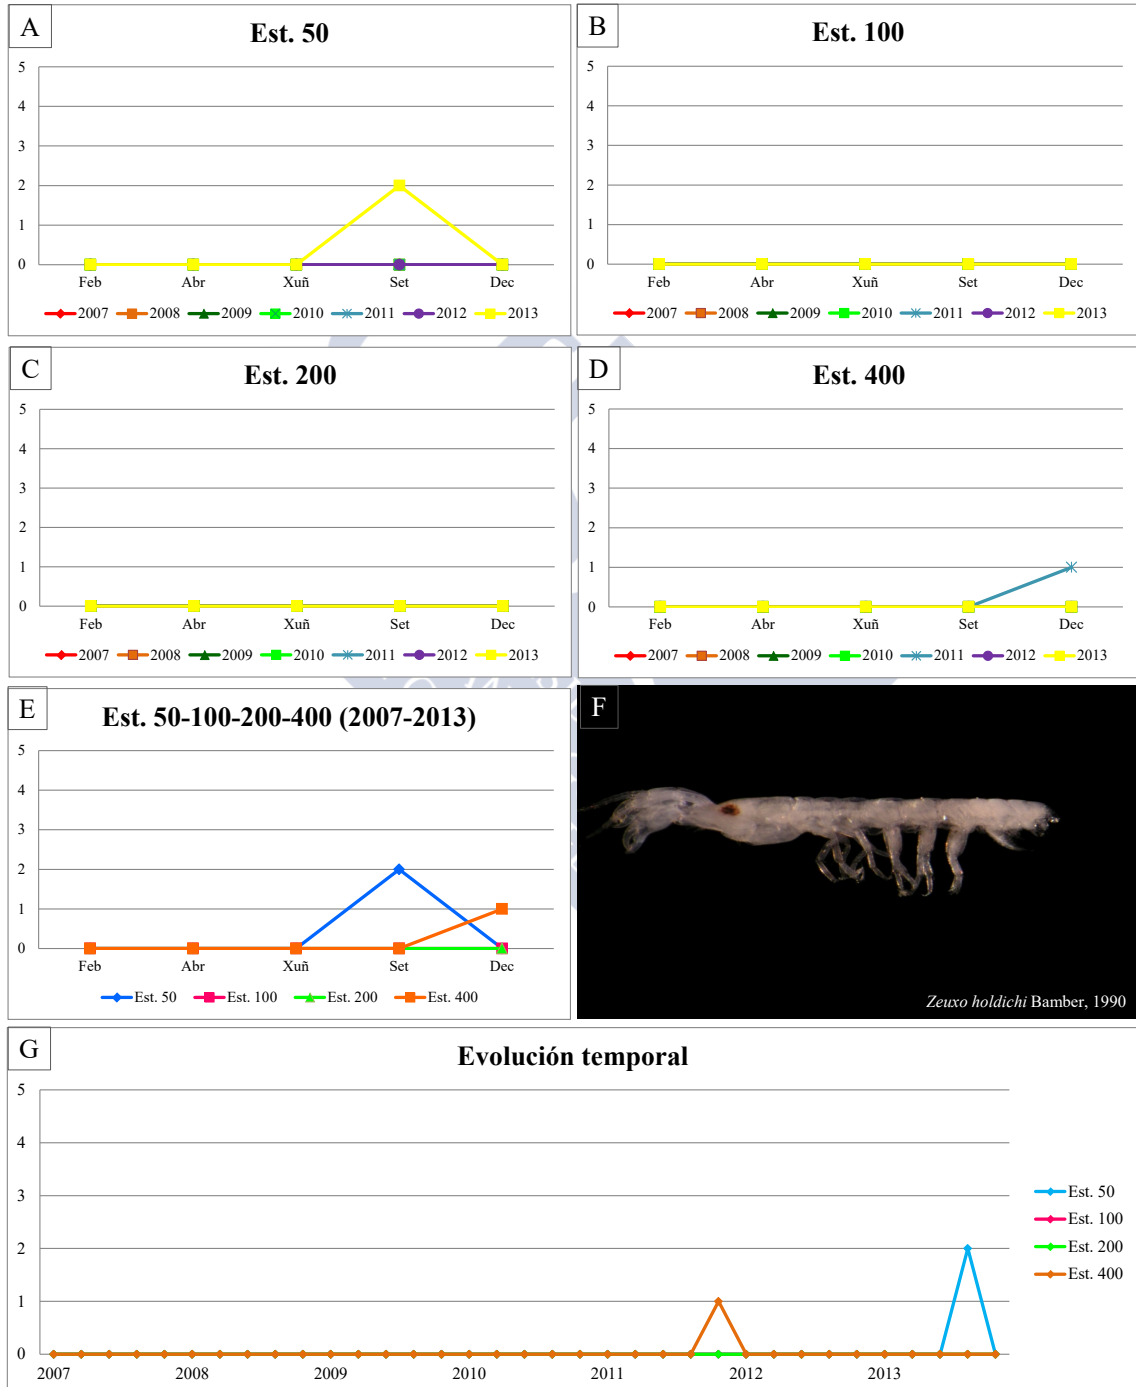 A
Est. 50
5
4
3
2
1
0
Feb Abr Xuñ Set Dec
2007 2008 2009 2010 2011 2012 2013
B
Est. 100
5
4
3
2
1
0
Feb Abr Xuñ Set Dec
2007 2008 2009 2010 2011 2012 2013
C
Est. 200
5
4
3
2
1
0
Feb Abr Xuñ Set Dec
2007 2008 2009 2010 2011 2012 2013
D
Est. 400
5
4
3
2
1
0
Feb Abr Xuñ Set Dec
2007 2008 2009 2010 2011 2012 2013
E
Est. 50-100-200-400 (2007-2013)
5
4
3
2
1
0
Feb Abr Xuñ Set Dec
Est. 50 Est. 100 Est. 200 Est. 400
F
Zeuxo holdichi Bamber, 1990
G
Evolución temporal
5
4
3
2
1
0
2007 2008 2009 2010 2011 2012 2013
Est. 50
Est. 100
Est. 200
Est. 400